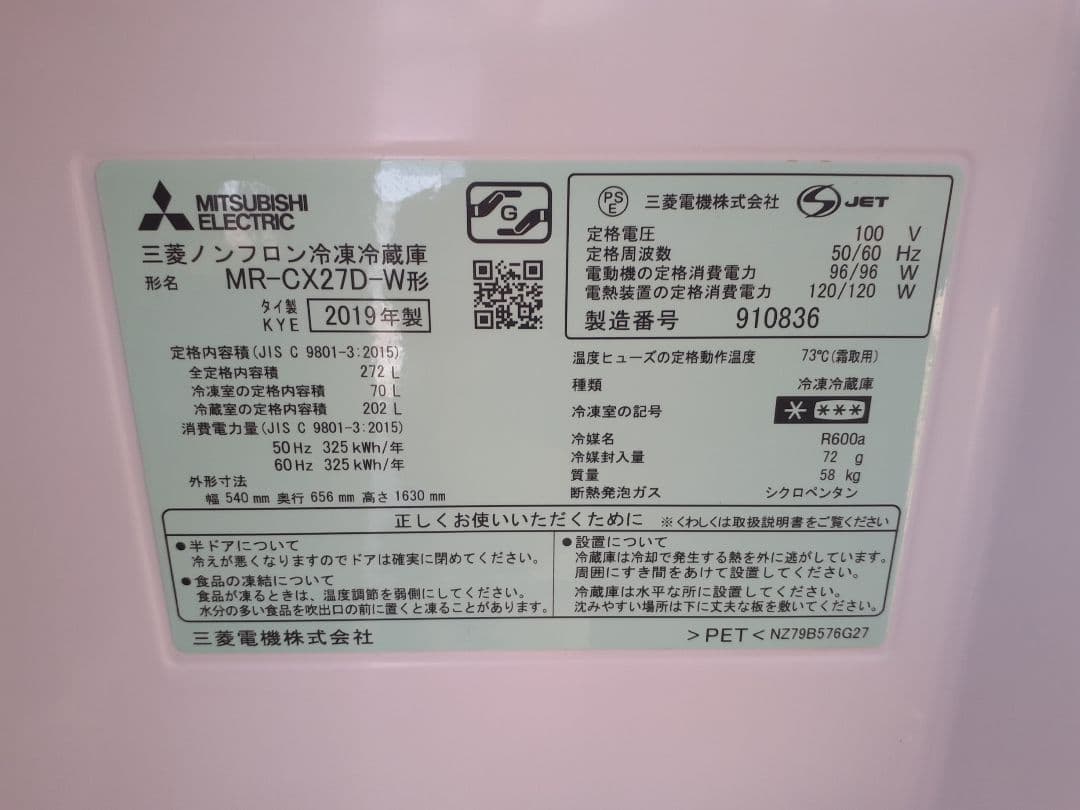 MITSUBISHI
ELECTRIC
三菱ノンフロン冷凍冷蔵庫
形名 MR-CX27D-W形
タイ製
KYE
2019年製
G
PS
E
三菱電機株式会社
JET
定格電圧 100 V
定格周波数 50/60 Hz
電動機の定格消費電力 96/96 W
電熱装置の定格消費電力 120/120 W
製造番号 910836
定格内容積(JIS C 9801-3:2015)
全定格内容積 272 L
冷凍室の定格内容積 70 L
冷蔵室の定格内容積 202 L
消費電力量(JIS C 9801-3:2015)
50Hz 325kWh/年
60Hz 325kWh/年
外形寸法
幅 540 mm 奥行 656 mm 高さ 1630 mm
温度ヒューズの定格動作温度 73℃(霜取用)
種類 冷凍冷蔵庫
冷凍室の記号 * ***
冷媒名 R600a
冷媒封入量 72 g
質量 58 kg
断熱発泡ガス シクロペンタン
正しくお使いいただくために ※くわしくは取扱説明書をご覧ください
●半ドアについて
冷えが悪くなりますのでドアは確実に閉めてください。
●食品の凍結について
食品が凍るときは、温度調節を弱側にしてください。
水分の多い食品を吹出口の前に置くと凍ることがあります。
●設置について
冷蔵庫は冷却で発生する熱を外に逃がしています。
周囲にすき間をあけて設置してください。
冷蔵庫は水平な所に設置してください。
沈みやすい場所は下に丈夫な板を敷いてください。
三菱電機株式会社
>PET< NZ79B576G27